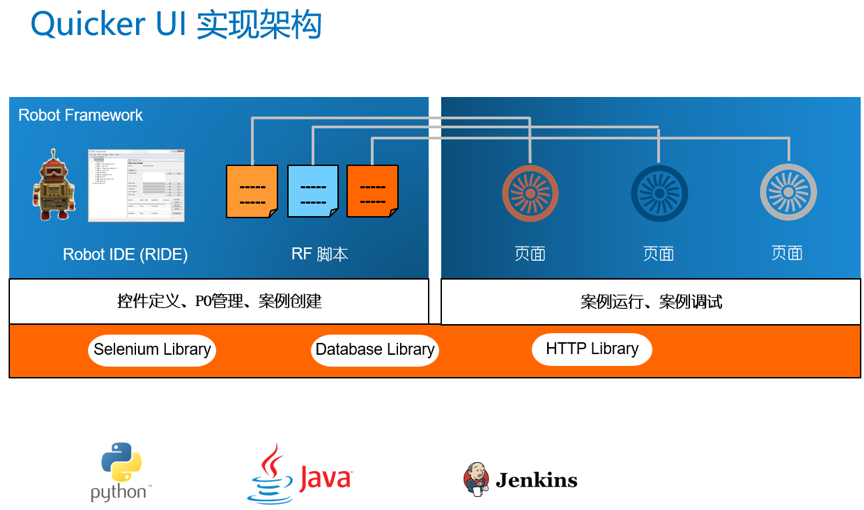 Quicker UI 实现架构
Robot Framework
-----
-----
-----
-----
-----
-----
Robot IDE (RIDE)
RF 脚本
页面
页面
页面
控件定义、PO管理、案例创建
案例运行、案例调试
Selenium Library
Database Library
HTTP Library
python™
Java™
Jenkins